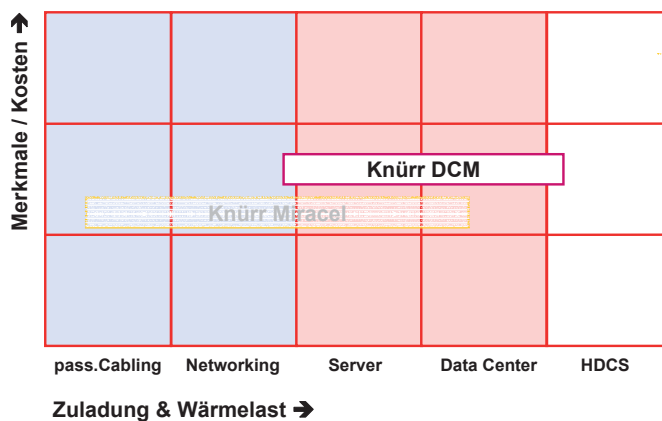 Merkmale / Kosten ➔
Knürr DCM
Knürr Miracel
pass.Cabling
Networking
Server
Data Center
HDCS
Zuladung & Wärmelast ➔